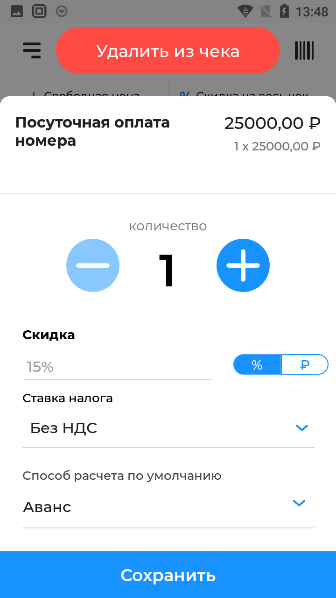 13:48
Удалить из чека
Посуточная оплата
номера
25000,00 ₽
1 x 25000,00 ₽
количество
1
Скидка
15%
% ₽
Ставка налога
Без НДС
Способ расчета по умолчанию
Аванс
Сохранить